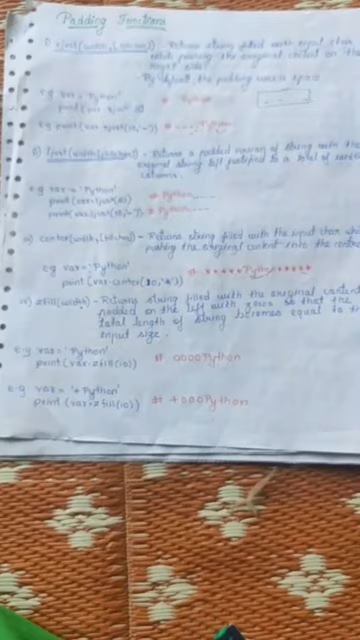 Padding Functions
i) rjust(width,[,fillchar]) - Returns string filled with input char
while pushing the original content on the
right side.
By default, the padding uses a space
e.g var = 'Python'
print(var.rjust(10)) # Python
e.g print(var.rjust(10,'-')) # ----Python
ii) ljust(width[,fillchar]) - Returns a padded version of string with the
original string left justified to a total of width
columns.
e.g var = 'Python'
print(var.ljust(10)) # Python....
print(var.ljust(10,'-')) # Python----
iii) center(width,[,fillchar]) - Returns string filled with the input char while
pushing the original content into the centre
e.g var = 'Python'
print (var.center(20,'*')) # *****Python*****
iv) zfill(width) - Returns string filled with the original content
padded on the left with zeros so that the
total length of string becomes equal to the
input size.
e.g var = 'Python'
print(var.zfill(10)) # 0000Python
e.g var = '+Python'
print (var.zfill(10)) # +000Python